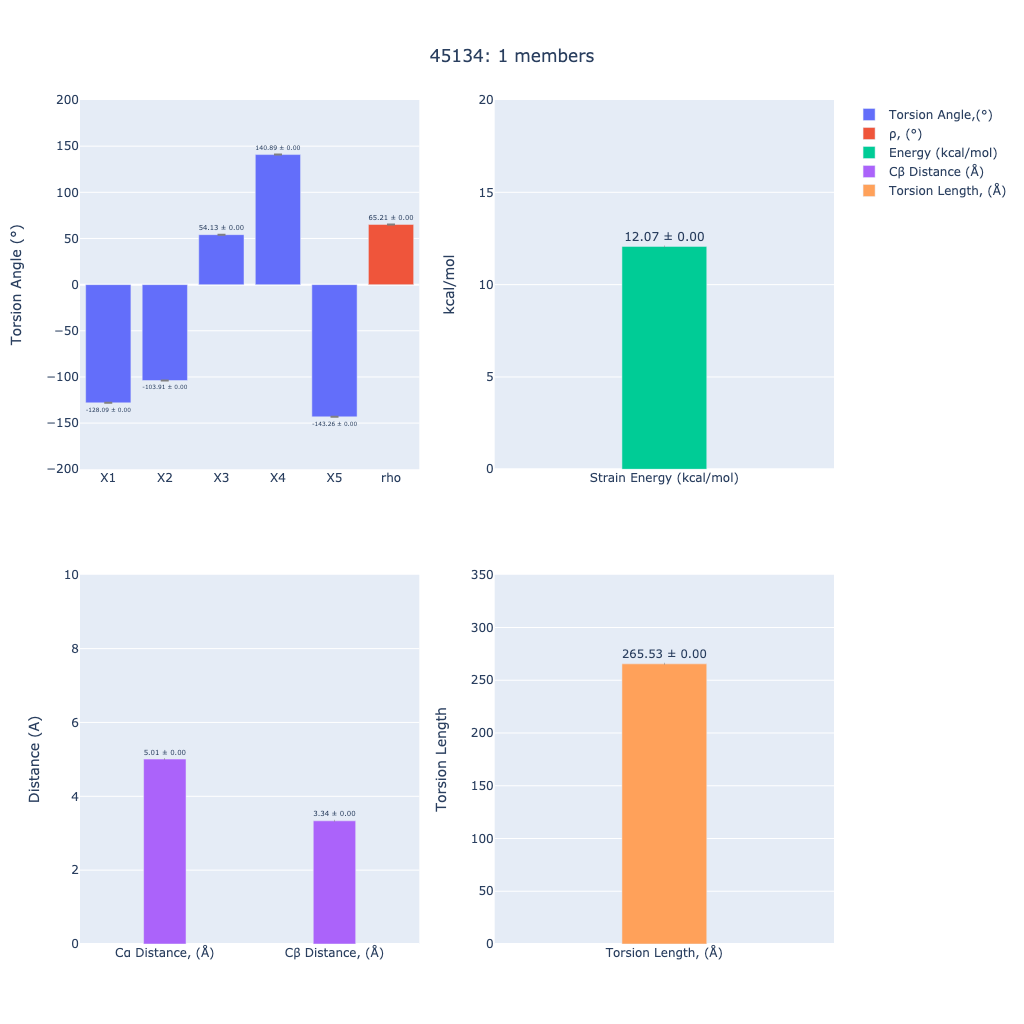 45134: 1 members
200
150
100
50
0
−50
−100
−150
−200
Torsion Angle (°)
-128.09 ± 0.00
-103.91 ± 0.00
54.13 ± 0.00
140.89 ± 0.00
-143.26 ± 0.00
65.21 ± 0.00
X1 X2 X3 X4 X5 rho
20
15
10
5
0
kcal/mol
12.07 ± 0.00
Strain Energy (kcal/mol)
Torsion Angle,(°)
ρ, (°)
Energy (kcal/mol)
Cβ Distance (Å)
Torsion Length, (Å)
10
8
6
4
2
0
Distance (A)
5.01 ± 0.00
3.34 ± 0.00
Cα Distance, (Å) Cβ Distance, (Å)
350
300
250
200
150
100
50
0
Torsion Length
265.53 ± 0.00
Torsion Length, (Å)